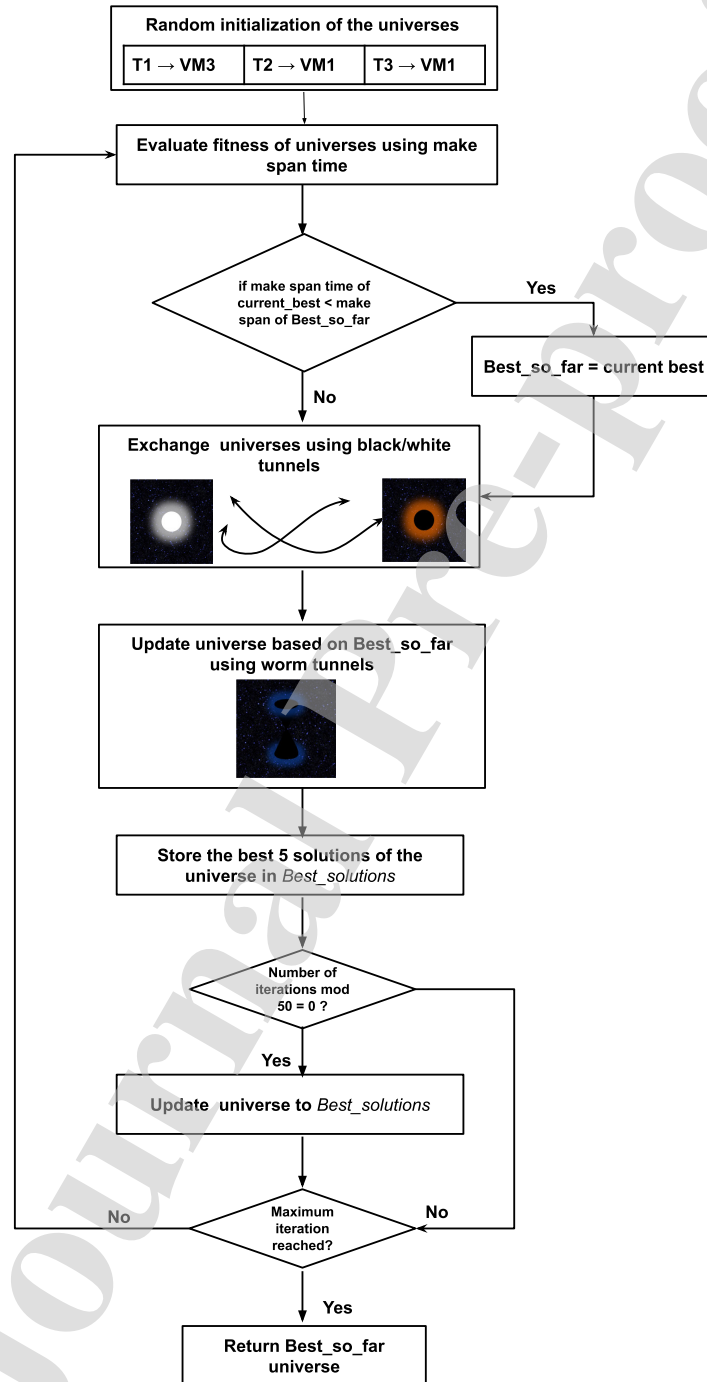 Random initialization of the universes
T1 → VM3 T2 → VM1 T3 → VM1
Evaluate fitness of universes using make
span time
if make span time of
current_best < make
span of Best_so_far
Yes
Best_so_far = current best
No
Exchange universes using black/white
tunnels
Update universe based on Best_so_far
using worm tunnels
Store the best 5 solutions of the
universe in Best_solutions
Number of
iterations mod
50 = 0 ?
Yes
Update universe to Best_solutions
No
Maximum
iteration
reached?
No
Yes
Return Best_so_far
universe
Journal Pre-proo